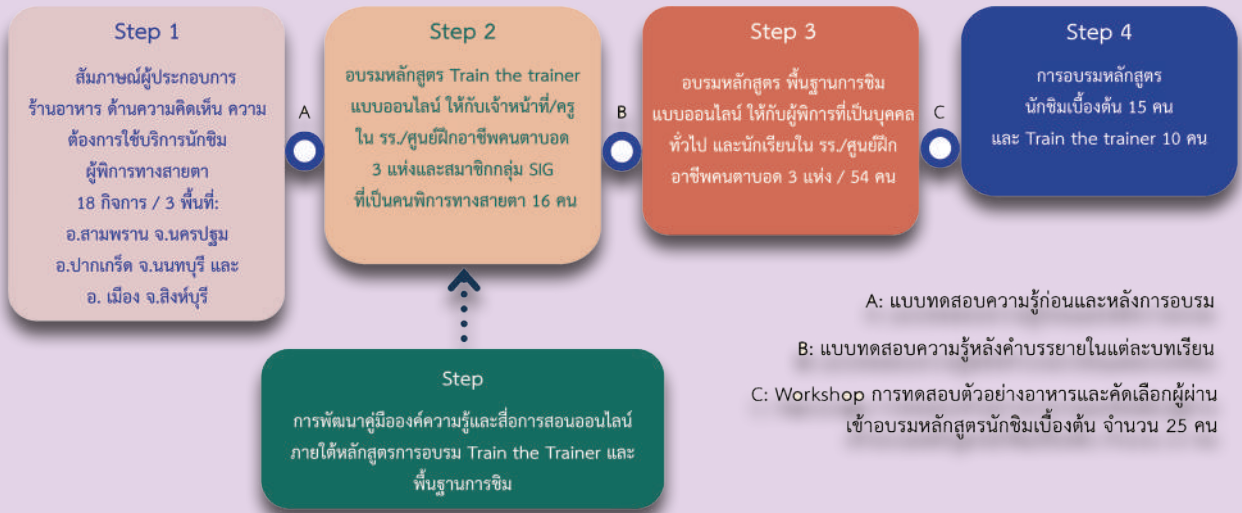 Step 1
สัมภาษณ์ผู้ประกอบการ
ร้านอาหาร ด้านความคิดเห็น ความ
ต้องการใช้บริการนักชิม
ผู้พิการทางสายตา
18 กิจการ / 3 พื้นที่:
อ.สามพราน จ.นครปฐม
อ.ปากเกร็ด จ.นนทบุรี และ
อ. เมือง จ.สิงห์บุรี
A
Step 2
อบรมหลักสูตร Train the trainer
แบบออนไลน์ ให้กับเจ้าหน้าที่/ครู
ใน รร./ศูนย์ฝึกอาชีพคนตาบอด
3 แห่งและสมาชิกกลุ่ม SIG
ที่เป็นคนพิการทางสายตา 16 คน
B
Step 3
อบรมหลักสูตร พื้นฐานการชิม
แบบออนไลน์ ให้กับผู้พิการที่เป็นบุคคล
ทั่วไป และนักเรียนใน รร./ศูนย์ฝึก
อาชีพคนตาบอด 3 แห่ง / 54 คน
C
Step 4
การอบรมหลักสูตร
นักชิมเบื้องต้น 15 คน
และ Train the trainer 10 คน
Step
การพัฒนาคู่มือองค์ความรู้และสื่อการสอนออนไลน์
ภายใต้หลักสูตรการอบรม Train the Trainer และ
พื้นฐานการชิม
A: แบบทดสอบความรู้ก่อนและหลังการอบรม
B: แบบทดสอบความรู้หลังคำบรรยายในแต่ละบทเรียน
C: Workshop การทดสอบตัวอย่างอาหารและคัดเลือกผู้ผ่าน
เข้าอบรมหลักสูตรนักชิมเบื้องต้น จำนวน 25 คน